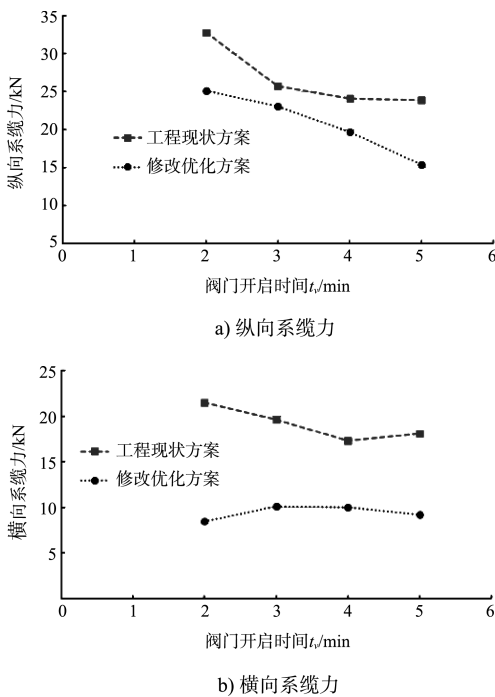 35
30
25
20
15
10
5
0 1 2 3 4 5 6
纵向系缆力/kN
工程现状方案
修改优化方案
阀门开启时间tv/min
a) 纵向系缆力
25
20
15
10
5
0 1 2 3 4 5 6
横向系缆力/kN
工程现状方案
修改优化方案
阀门开启时间tv/min
b) 横向系缆力